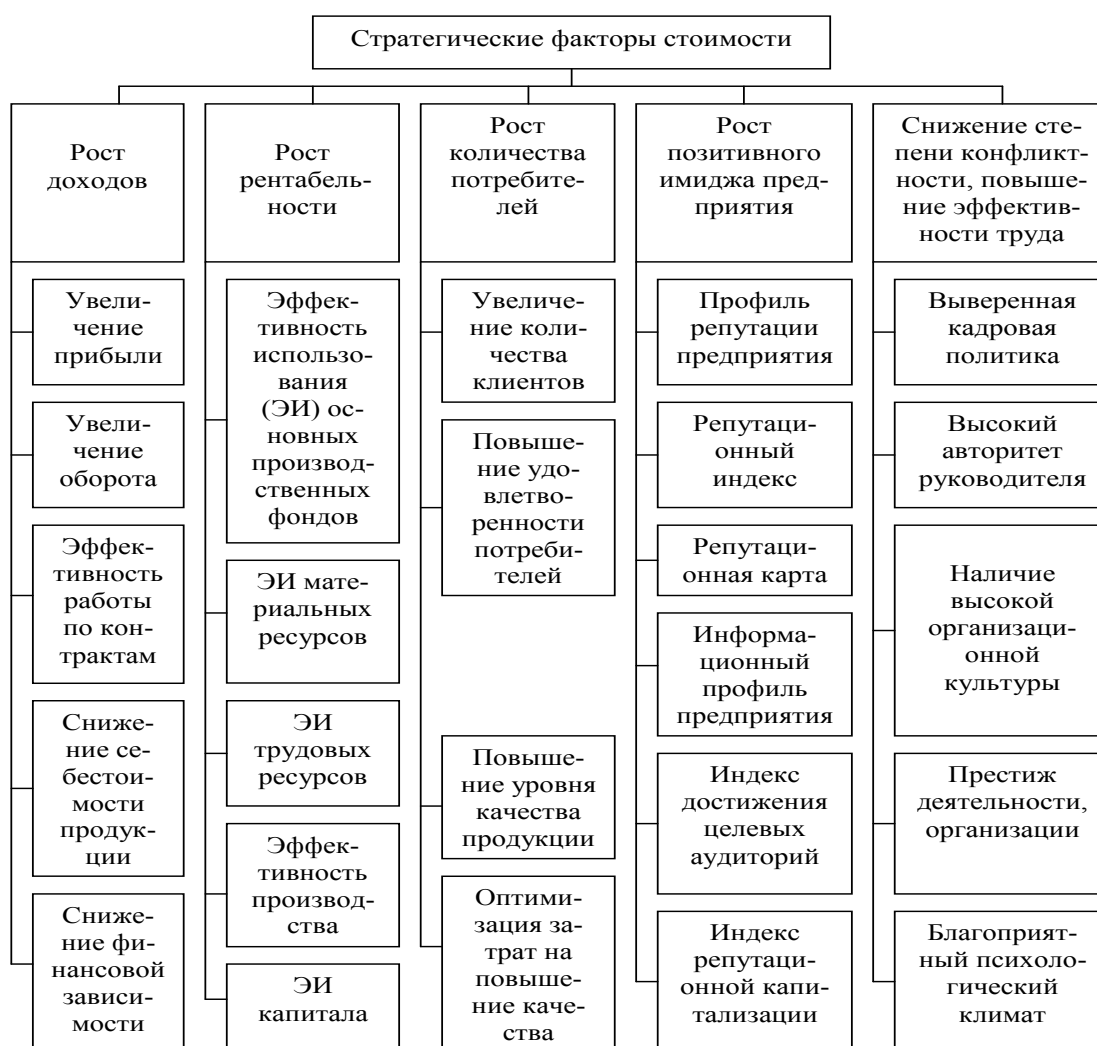 Стратегические факторы стоимости
Рост
доходов
Увели-
чение
прибыли
Увели-
чение
оборота
Эффек-
тивность
работы
по кон-
трактам
Сниже-
ние се-
бестои-
мости
продук-
ции
Сниже-
ние фи-
нансовой
зависи-
мости
Рост
рентабель-
ности
Эффек-
тивность
использо-
вания
(ЭИ) ос-
новных
производ-
ственных
фондов
ЭИ мате-
риальных
ресурсов
ЭИ
трудовых
ресурсов
Эффек-
тивность
производ-
ства
ЭИ
капитала
Рост
количества
потребите-
лей
Увеличе-
ние коли-
чества
клиентов
Повыше-
ние удо-
влетво-
ренности
потреби-
телей
Повыше-
ние уровня
качества
продукции
Оптими-
зация за-
трат на
повыше-
ние каче-
ства
Рост
позитивного
имиджа пред-
приятия
Профиль
репутации
предприятия
Репутаци-
онный
индекс
Репутаци-
онная карта
Информа-
ционный
профиль
предприятия
Индекс
достижения
целевых
аудиторий
Индекс
репутаци-
онной капи-
тализации
Снижение сте-
пени конфликт-
ности, повыше-
ние эффектив-
ности труда
Выверенная
кадровая
политика
Высокий
авторитет
руководителя
Наличие
высокой
организаци-
онной
культуры
Престиж
деятельности,
организации
Благоприят-
ный психоло-
гический
климат